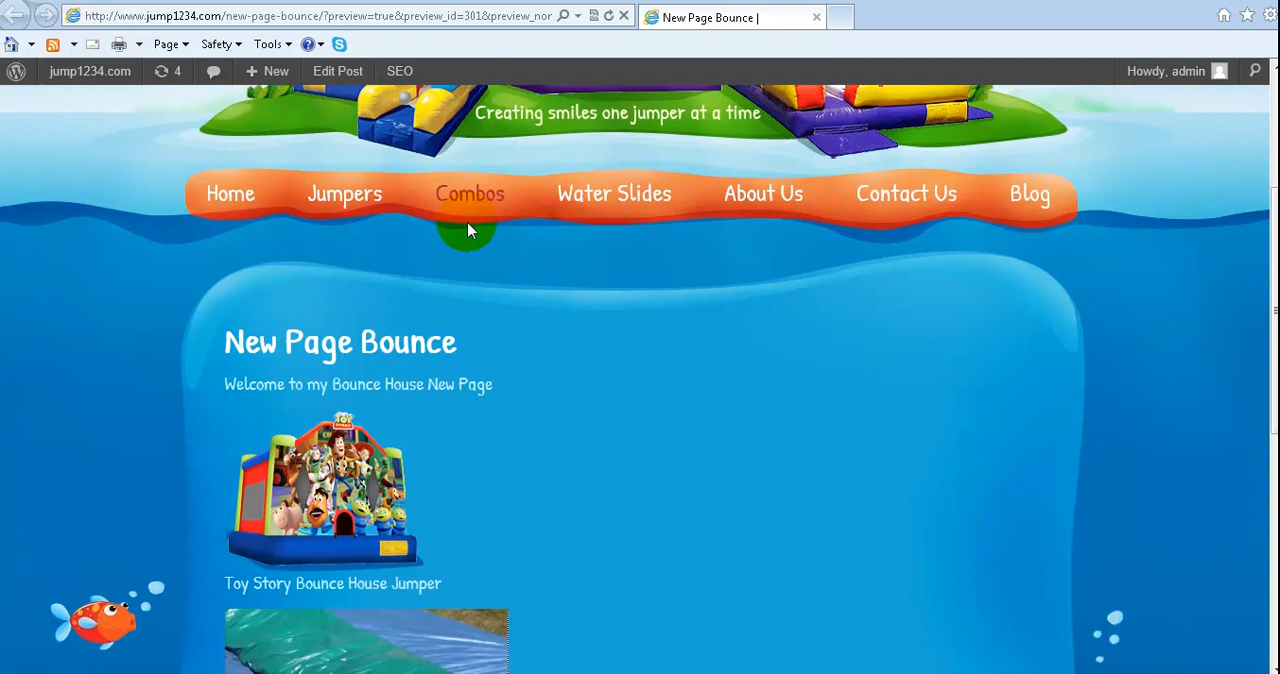 http://www.jump1234.com/new-page-bounce/?preview=true&preview_id=301&preview_nor
New Page Bounce |
Page Safety Tools
jump1234.com 4 New Edit Post SEO Howdy, admin
Creating smiles one jumper at a time
Home Jumpers Combos Water Slides About Us Contact Us Blog
New Page Bounce
Welcome to my Bounce House New Page
TOY STORY
Toy Story Bounce House Jumper